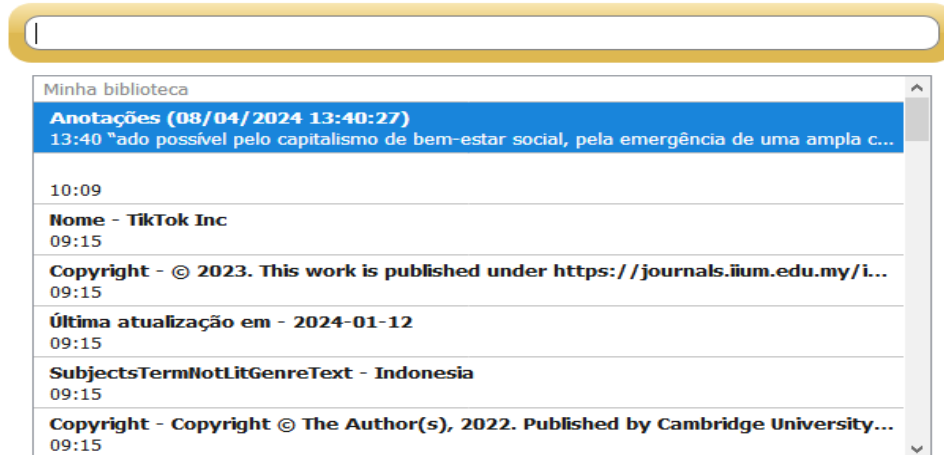 Minha biblioteca
Anotações (08/04/2024 13:40:27)
13:40 "ado possível pelo capitalismo de bem-estar social, pela emergência de uma ampla c...
10:09
Nome - TikTok Inc
09:15
Copyright - © 2023. This work is published under https://journals.iium.edu.my/i...
09:15
Última atualização em - 2024-01-12
09:15
SubjectsTermNotLitGenreText - Indonesia
09:15
Copyright - Copyright © The Author(s), 2022. Published by Cambridge University...
09:15